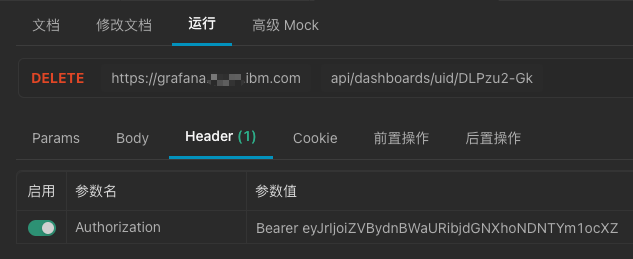 文档 修改文档 运行 高级 Mock
DELETE https://grafana. .ibm.com api/dashboards/uid/DLPzu2-Gk
Params Body Header (1) Cookie 前置操作 后置操作
启用 参数名 参数值
Authorization Bearer eyJrIjoiZVBydnBWaURibjdGNXhoNDNTYm1ocXZ